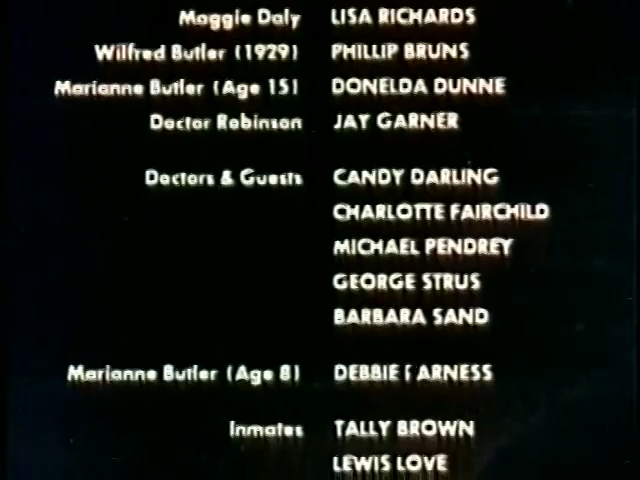 Maggie Daly LISA RICHARDS
Wilfred Butler (1929) PHILLIP BRUNS
Marianne Butler (Age 15) DONELDA DUNNE
Doctor Robinson JAY GARNER
Doctors & Guests CANDY DARLING
CHARLOTTE FAIRCHILD
MICHAEL PENDREY
GEORGE STRUS
BARBARA SAND
Marianne Butler (Age 8) DEBBIE
Inmates TALLY BROWN
LEWIS LOVE